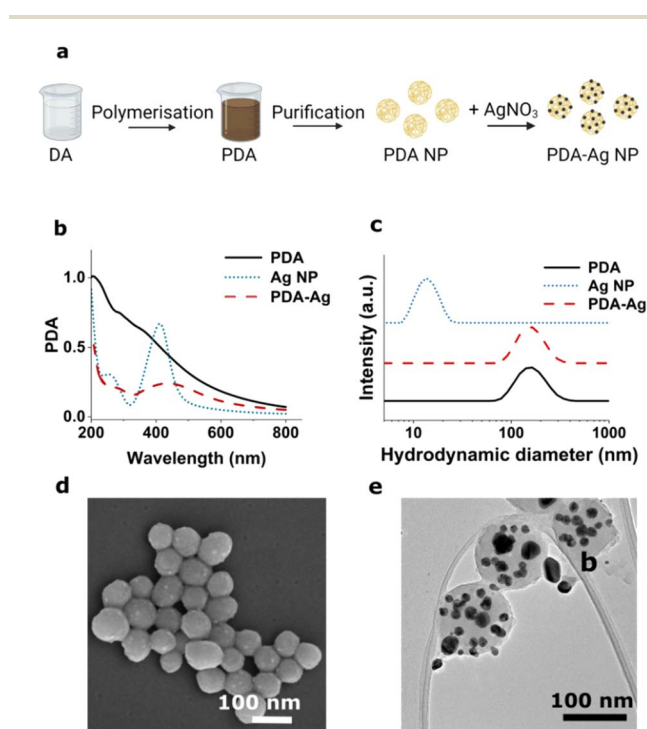 a
Polymerisation Purification + AgNO₃
DA PDA PDA NP PDA-Ag NP
b
PDA
Ag NP
PDA-Ag
1.0
0.5
0.0
PDA
200 400 600 800
Wavelength (nm)
c
PDA
Ag NP
PDA-Ag
Intensity (a.u.)
10 100 1000
Hydrodynamic diameter (nm)
d
100 nm
e
b
100 nm